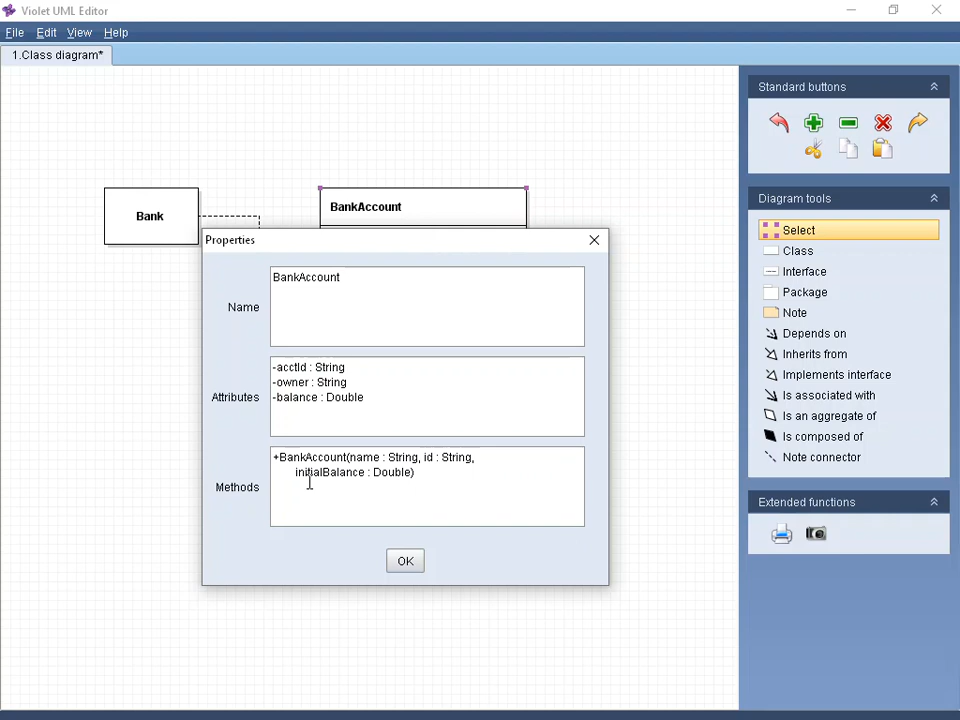 Violet UML Editor
File Edit View Help
1.Class diagram*
Standard buttons
Bank
BankAccount
Diagram tools
Select
Class
Interface
Package
Note
Depends on
Inherits from
Implements interface
Is associated with
Is an aggregate of
Is composed of
Note connector
Extended functions
Properties
Name
BankAccount
Attributes
-acctId : String
-owner : String
-balance : Double
Methods
+BankAccount(name : String, id : String,
initialBalance : Double)
OK